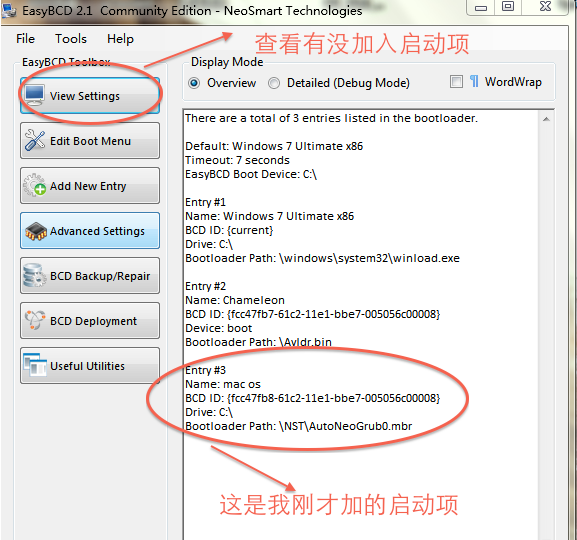 EasyBCD 2.1 Community Edition - NeoSmart Technologies
File Tools Help
查看有没加入启动项
EasyBCD Toolbox
Display Mode
View Settings
Overview
Detailed (Debug Mode)
¶ WordWrap
Edit Boot Menu
Add New Entry
Advanced Settings
BCD Backup/Repair
BCD Deployment
Useful Utilities
There are a total of 3 entries listed in the bootloader.
Default: Windows 7 Ultimate x86
Timeout: 7 seconds
EasyBCD Boot Device: C:\
Entry #1
Name: Windows 7 Ultimate x86
BCD ID: {current}
Drive: C:\
Bootloader Path: \windows\system32\winload.exe
Entry #2
Name: Chameleon
BCD ID: {fcc47fb7-61c2-11e1-bbe7-005056c00008}
Device: boot
Bootloader Path: \Avldr.bin
Entry #3
Name: mac os
BCD ID: {fcc47fb8-61c2-11e1-bbe7-005056c00008}
Drive: C:\
Bootloader Path: \NST\AutoNeoGrub0.mbr
这是我刚才加的启动项